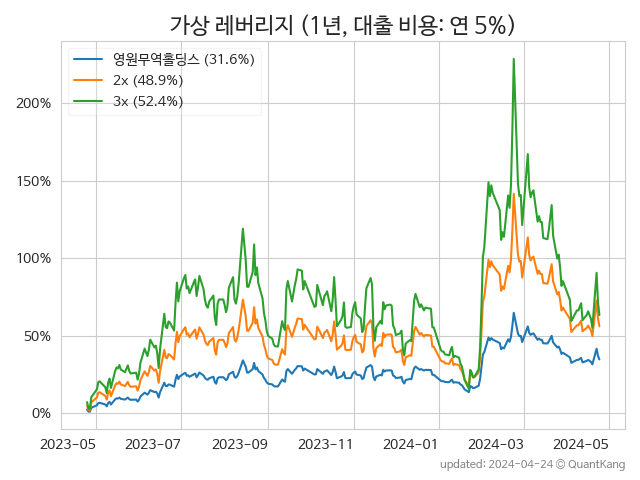 가상 레버리지 (1년, 대출 비용: 연 5%)
영원무역홀딩스 (31.6%)
2x (48.9%)
3x (52.4%)
200%
150%
100%
50%
0%
2023-05 2023-07 2023-09 2023-11 2024-01 2024-03 2024-05
updated: 2024-04-24 © QuantKang